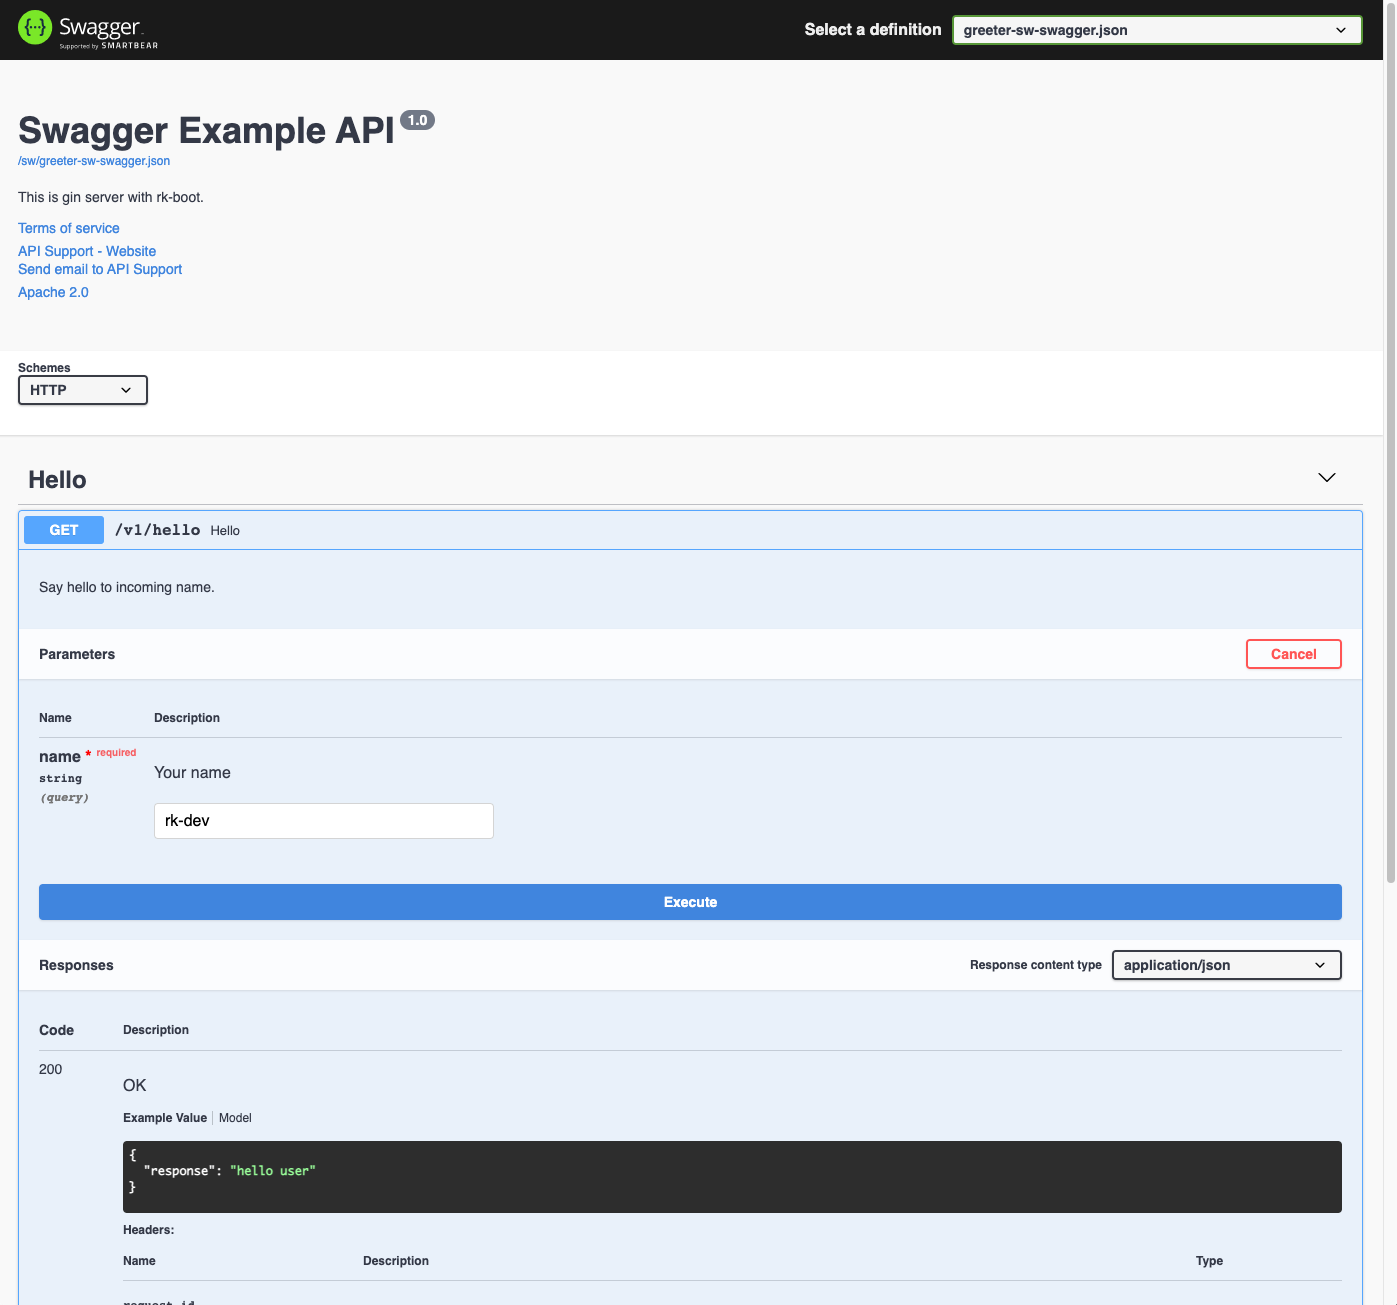 Swagger
Supported by SMARTBEAR
Select a definition
greeter-sw-swagger.json
Swagger Example API 1.0
/sw/greeter-sw-swagger.json
This is gin server with rk-boot.
Terms of service
API Support - Website
Send email to API Support
Apache 2.0
Schemes
HTTP
Hello
GET /v1/hello Hello
Say hello to incoming name.
Parameters Cancel
Name Description
name * required
string
(query)
Your name
rk-dev
Execute
Responses Response content type application/json
Code Description
200
OK
Example Value Model
{
"response": "hello user"
}
Headers:
Name Description Type
request_id